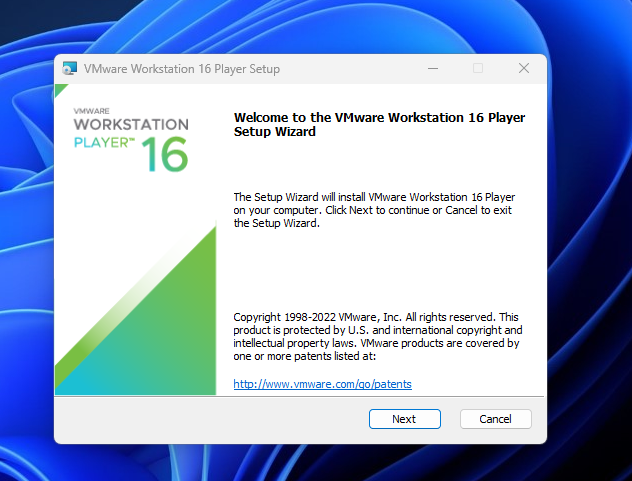 VMware Workstation 16 Player Setup
VMWARE
WORKSTATION
PLAYER™ 16
Welcome to the VMware Workstation 16 Player
Setup Wizard
The Setup Wizard will install VMware Workstation 16 Player
on your computer. Click Next to continue or Cancel to exit
the Setup Wizard.
Copyright 1998-2022 VMware, Inc. All rights reserved. This
product is protected by U.S. and international copyright and
intellectual property laws. VMware products are covered by
one or more patents listed at:
http://www.vmware.com/go/patents
Next Cancel